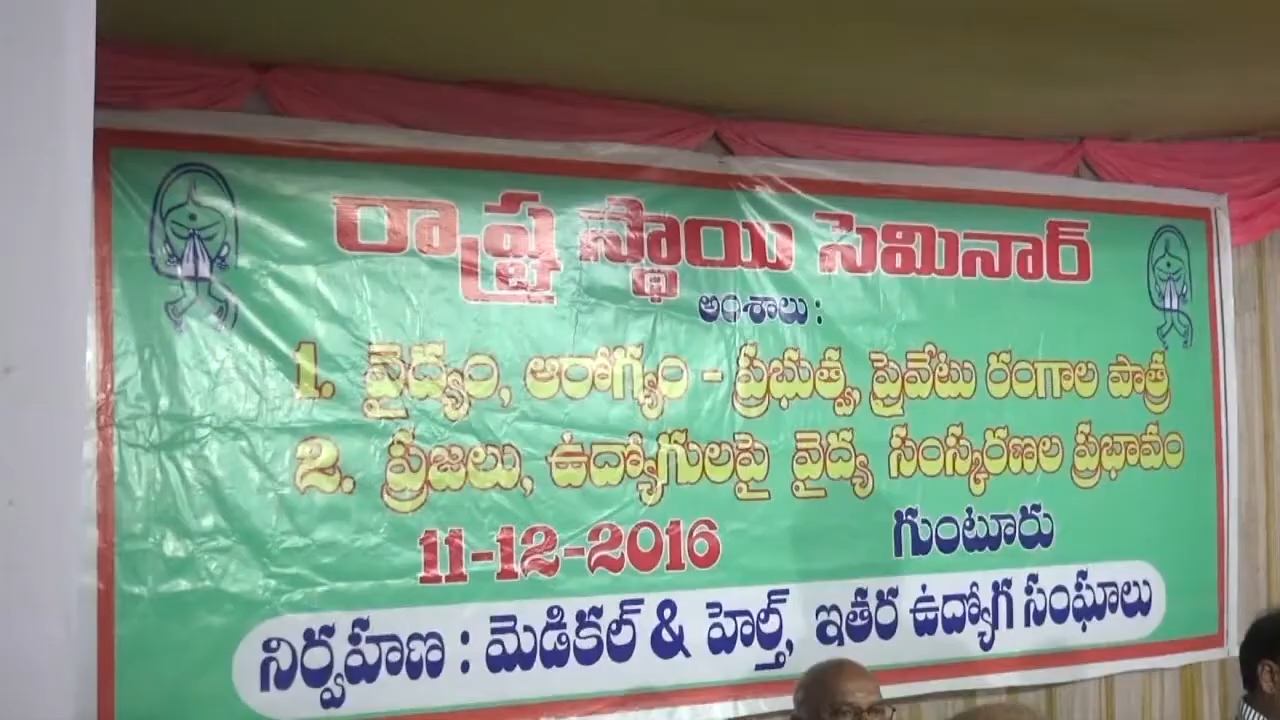 రాష్ట్ర స్థాయి సెమినార్
అంశాలు :
1. వైద్యం, ఆరోగ్యం - ప్రభుత్వ, ప్రైవేటు రంగాల పాత్ర
2. ప్రజలు, ఉద్యోగులపై వైద్య సంస్కరణల ప్రభావం
11-12-2016 గుంటూరు
నిర్వహణ : మెడికల్ & హెల్త్, ఇతర ఉద్యోగ సంఘాలు